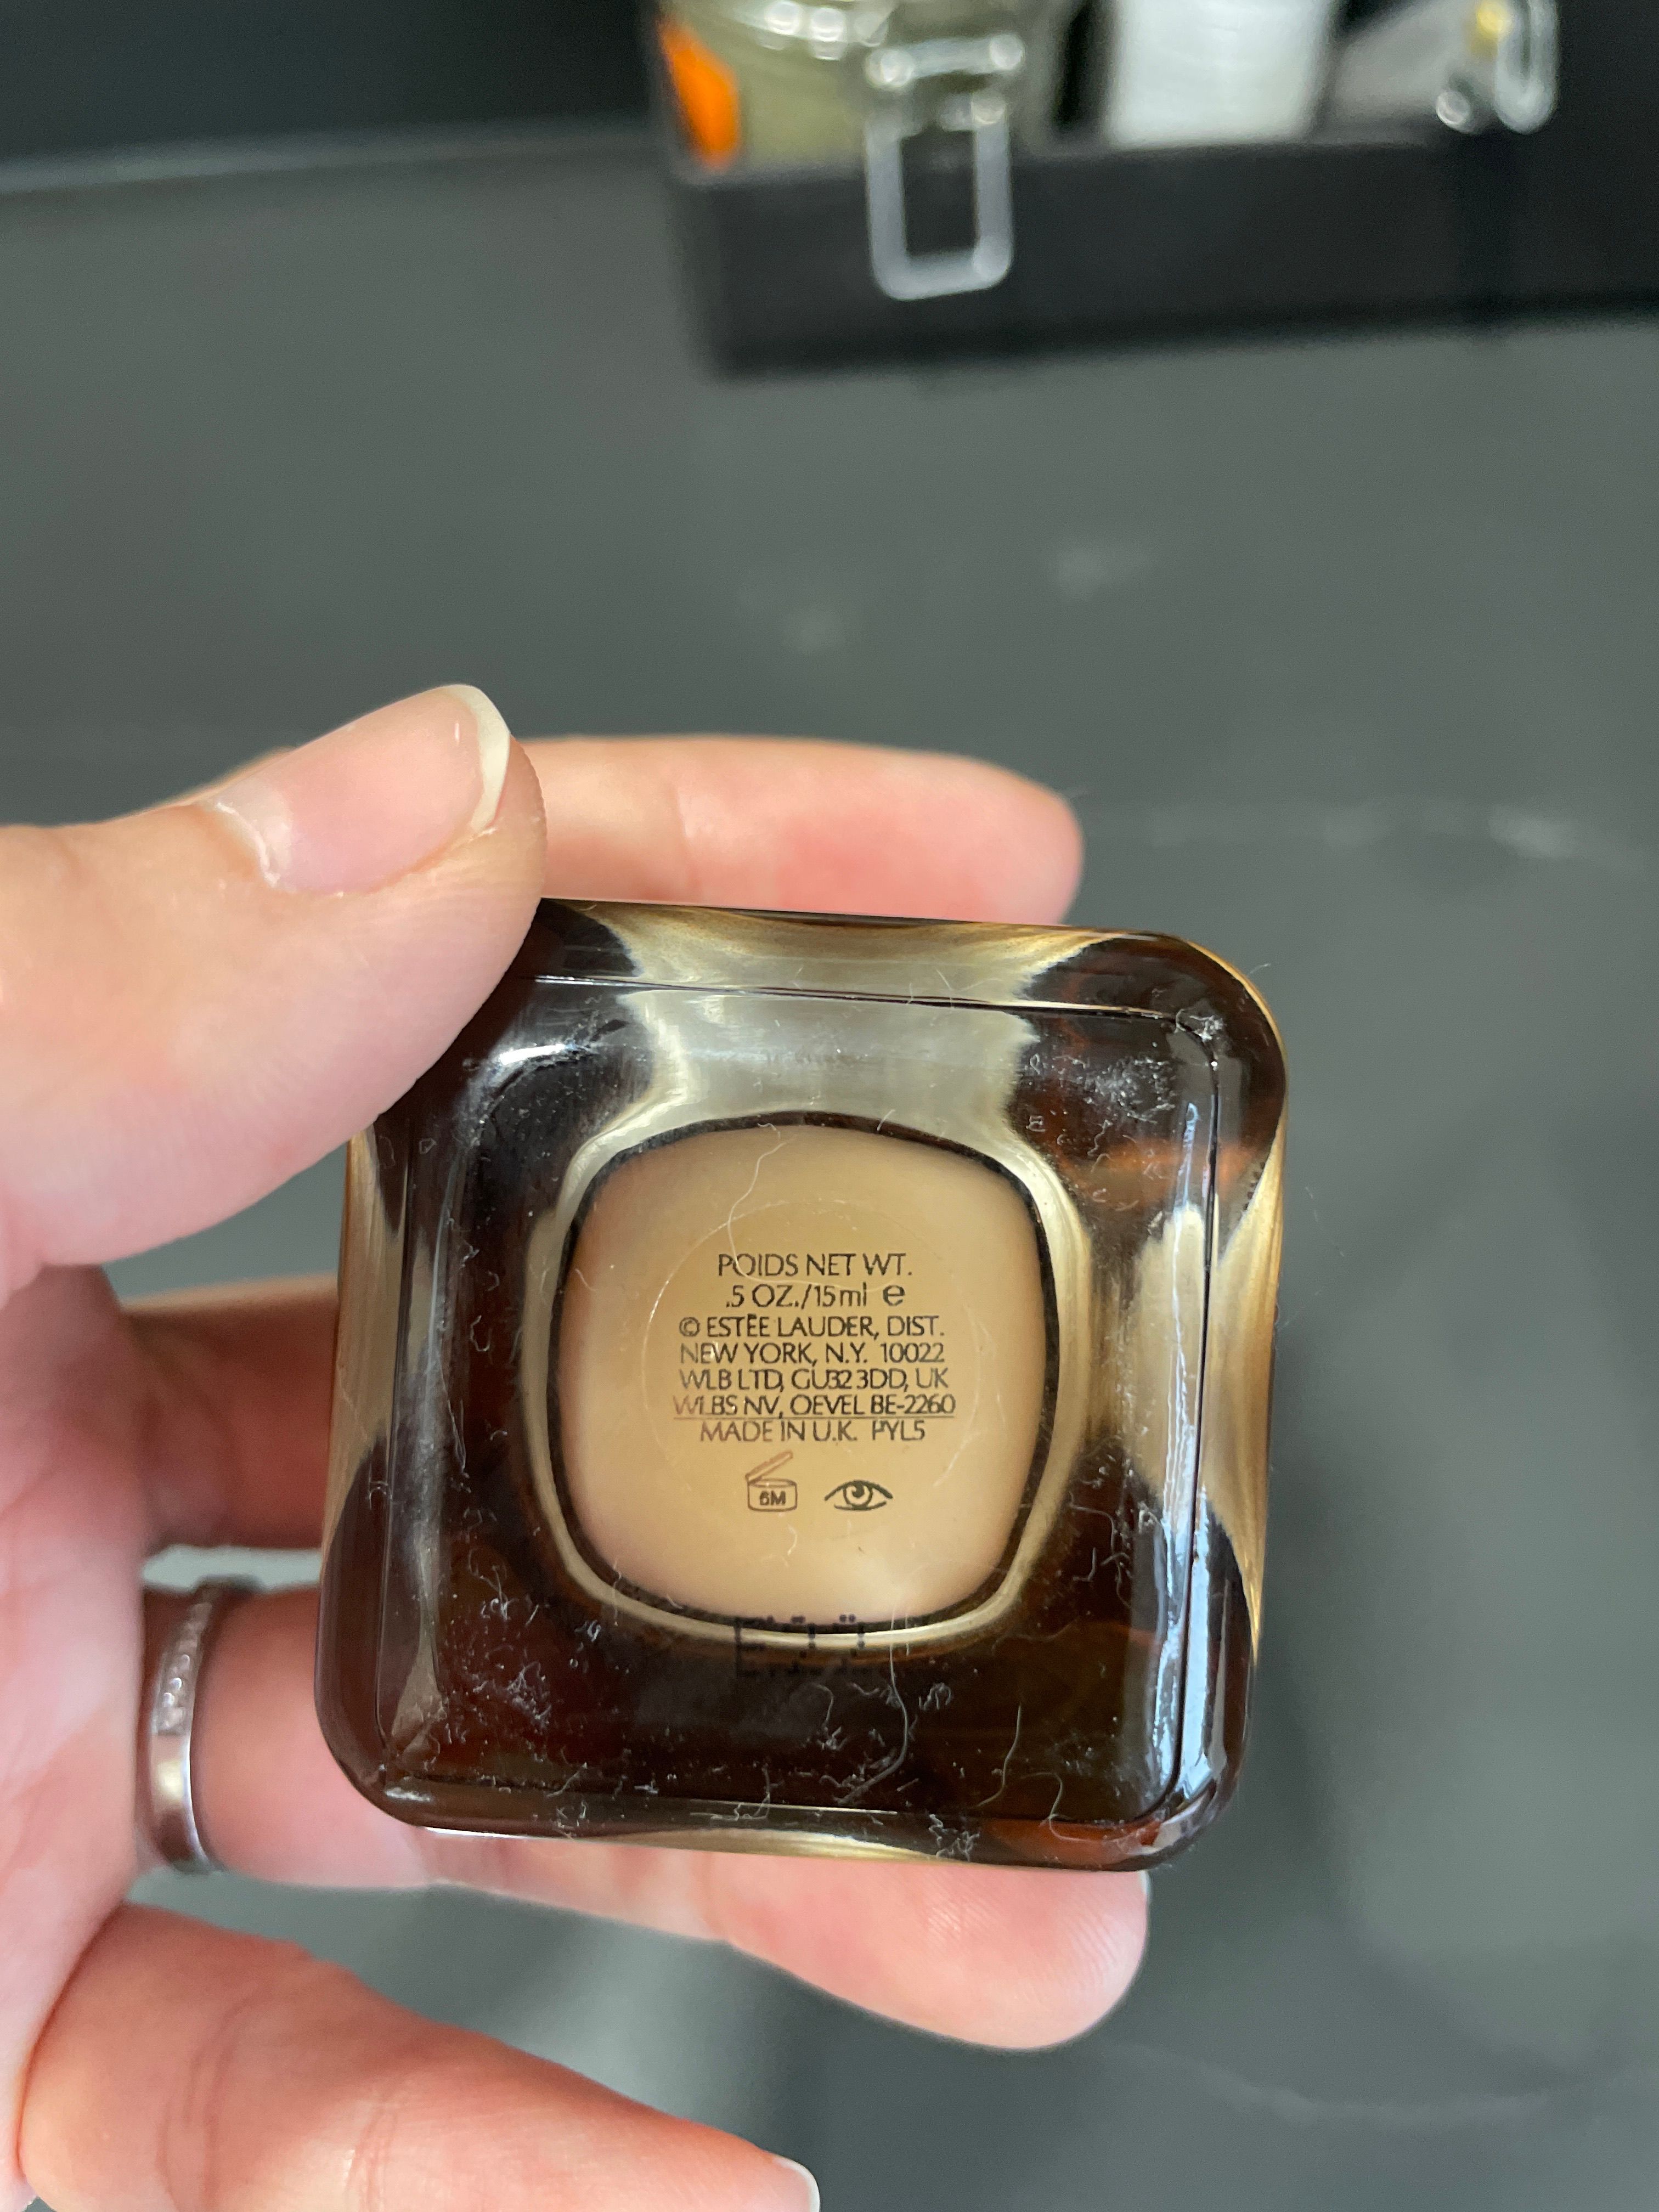 POIDS NET WT.
.5 OZ./15ml e
© ESTĒE LAUDER, DIST.
NEW YORK, N.Y. 10022
WLB LTD, GU32 3DD, UK
WLBS NV, OEVEL BE-2260
MADE IN U.K. PYL5
6M